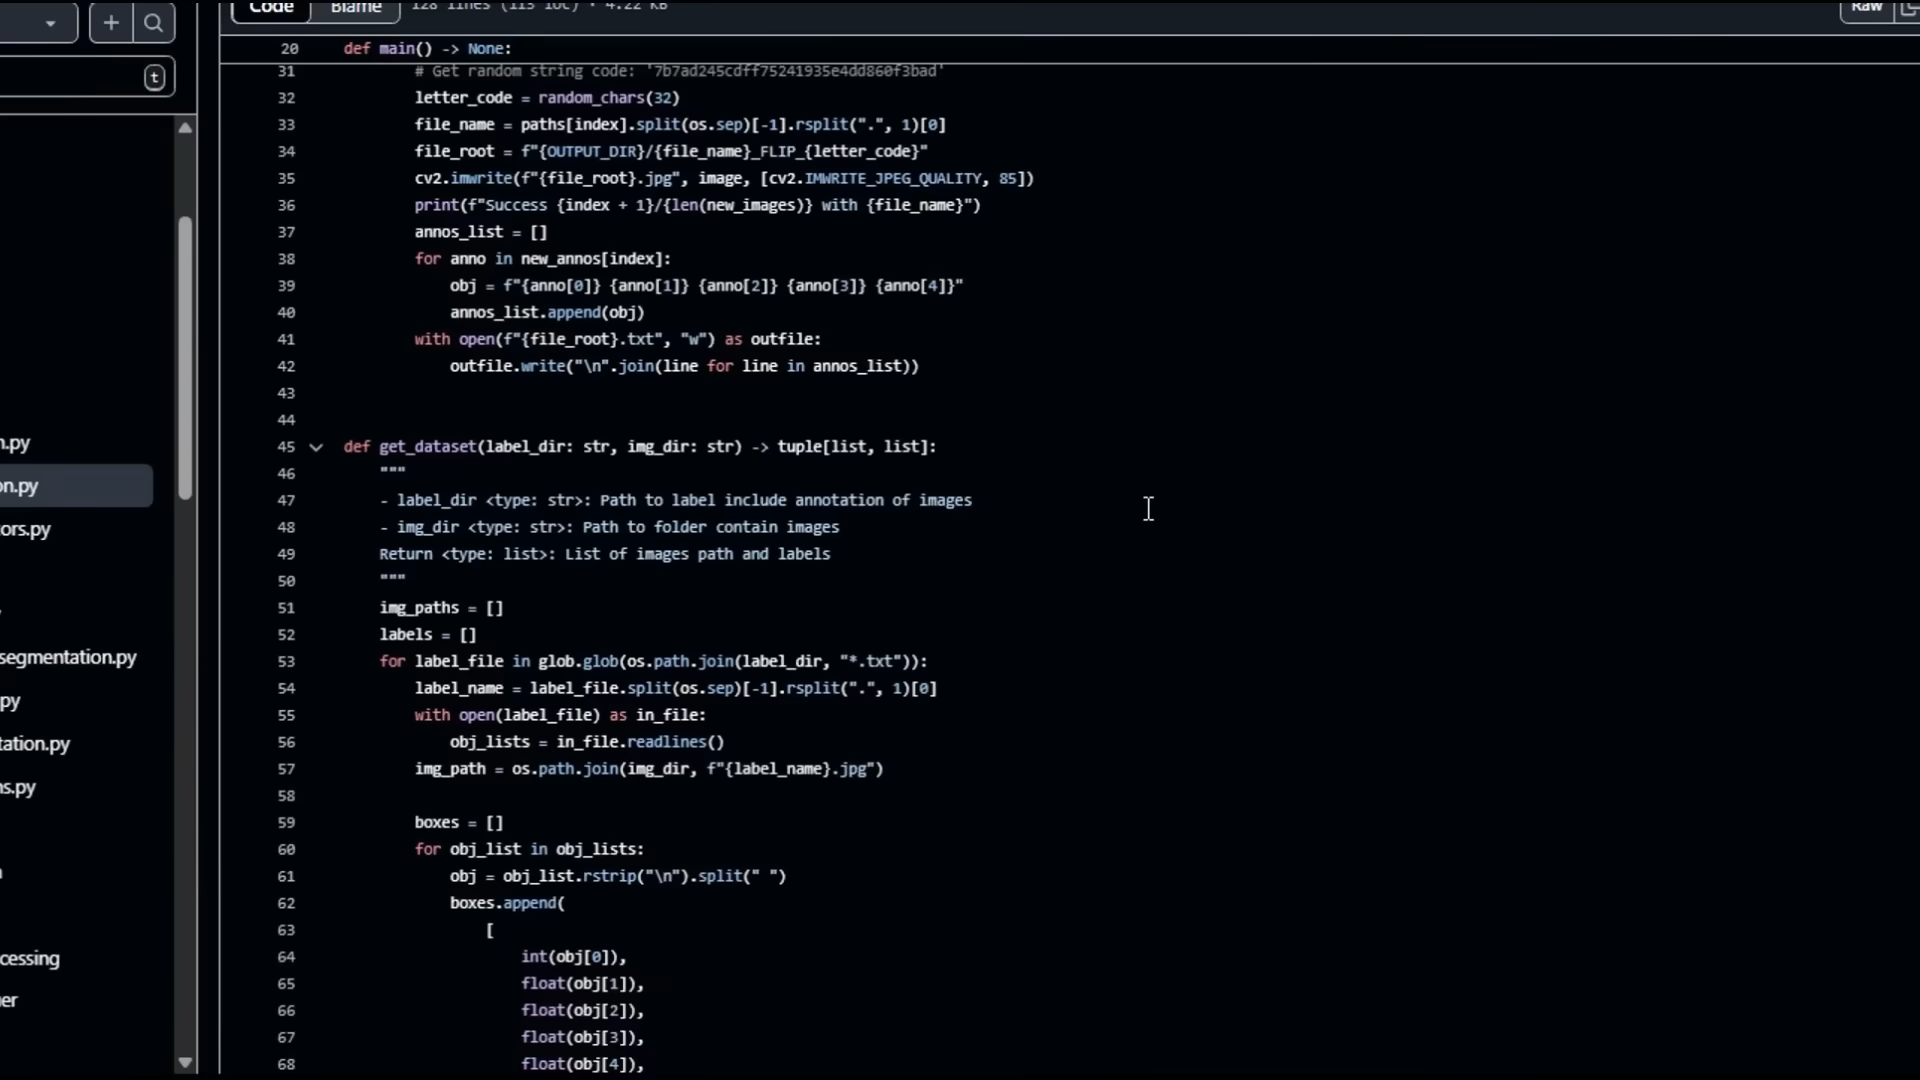 Code Blame 128 lines (113 loc) · 4.22 KB Raw
t
n.py
on.py
ors.py
segmentation.py
py
tation.py
ns.py
cessing
er
20 def main() -> None:
31 # Get random string code: '7b7ad245cdff75241935e4dd860f3bad'
32 letter_code = random_chars(32)
33 file_name = paths[index].split(os.sep)[-1].rsplit(".", 1)[0]
34 file_root = f"{OUTPUT_DIR}/{file_name}_FLIP_{letter_code}"
35 cv2.imwrite(f"{file_root}.jpg", image, [cv2.IMWRITE_JPEG_QUALITY, 85])
36 print(f"Success {index + 1}/{len(new_images)} with {file_name}")
37 annos_list = []
38 for anno in new_annos[index]:
39 obj = f"{anno[0]} {anno[1]} {anno[2]} {anno[3]} {anno[4]}"
40 annos_list.append(obj)
41 with open(f"{file_root}.txt", "w") as outfile:
42 outfile.write("\n".join(line for line in annos_list))
43
44
45 def get_dataset(label_dir: str, img_dir: str) -> tuple[list, list]:
46 """
47 - label_dir <type: str>: Path to label include annotation of images
48 - img_dir <type: str>: Path to folder contain images
49 Return <type: list>: List of images path and labels
50 """
51 img_paths = []
52 labels = []
53 for label_file in glob.glob(os.path.join(label_dir, "*.txt")):
54 label_name = label_file.split(os.sep)[-1].rsplit(".", 1)[0]
55 with open(label_file) as in_file:
56 obj_lists = in_file.readlines()
57 img_path = os.path.join(img_dir, f"{label_name}.jpg")
58
59 boxes = []
60 for obj_list in obj_lists:
61 obj = obj_list.rstrip("\n").split(" ")
62 boxes.append(
63 [
64 int(obj[0]),
65 float(obj[1]),
66 float(obj[2]),
67 float(obj[3]),
68 float(obj[4]),